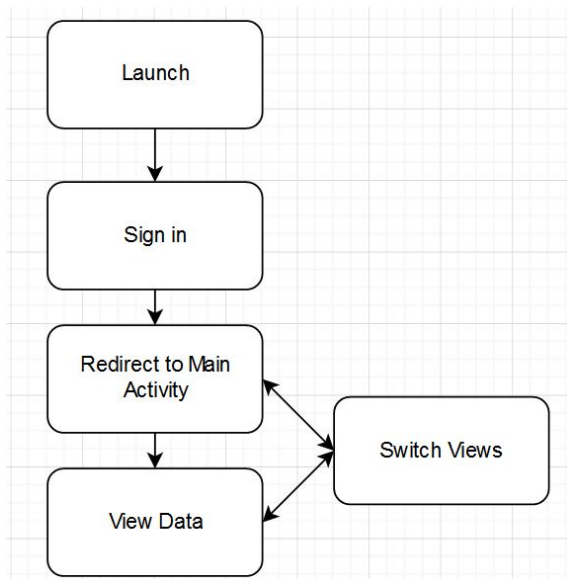 Launch
Sign in
Redirect to Main
Activity
Switch Views
View Data